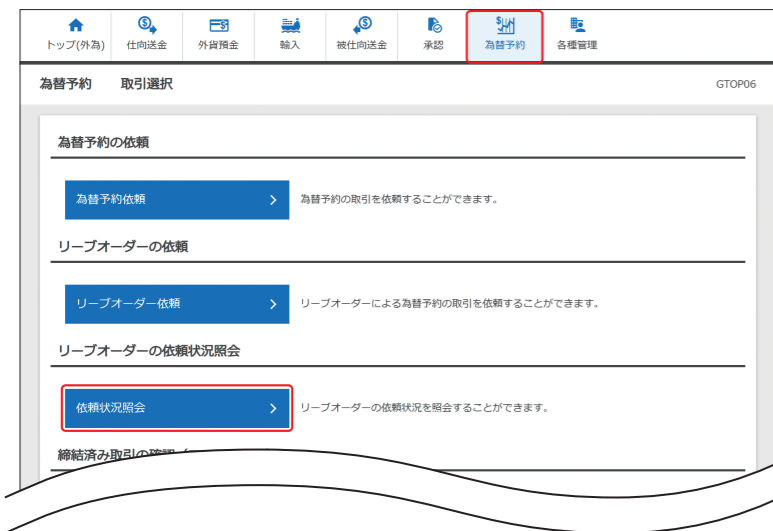 トップ(外為) 仕向送金 外貨預金 輸入 被仕向送金 承認 為替予約 各種管理
為替予約 取引選択 GTOP06
為替予約の依頼
為替予約依頼 為替予約の取引を依頼することができます。
リーブオーダーの依頼
リーブオーダー依頼 リーブオーダーによる為替予約の取引を依頼することができます。
リーブオーダーの依頼状況照会
依頼状況照会 リーブオーダーの依頼状況を照会することができます。
締結済み取引の確認